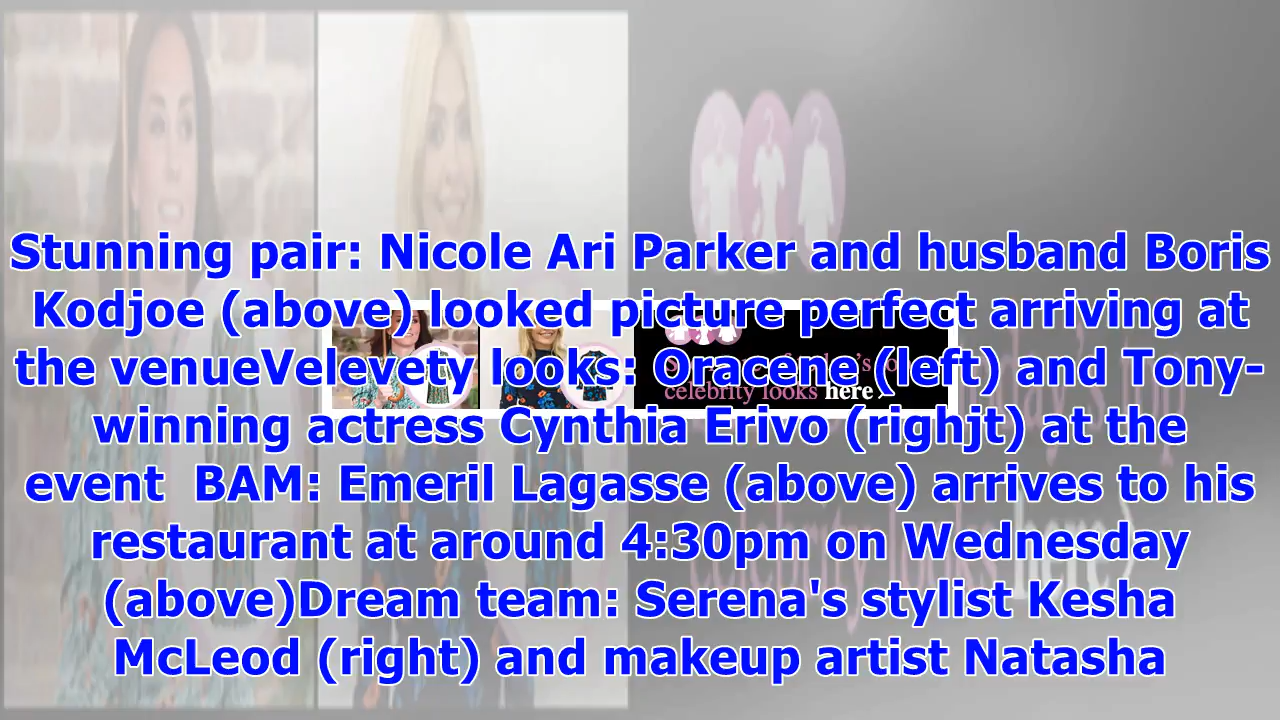 Stunning pair: Nicole Ari Parker and husband Boris
Kodjoe (above) looked picture perfect arriving at
the venueVelevety looks: Oracene (left) and Tony-
winning actress Cynthia Erivo (righjt) at the
event  BAM: Emeril Lagasse (above) arrives to his
restaurant at around 4:30pm on Wednesday
(above)Dream team: Serena's stylist Kesha
McLeod (right) and makeup artist Natasha
celebrity looks here